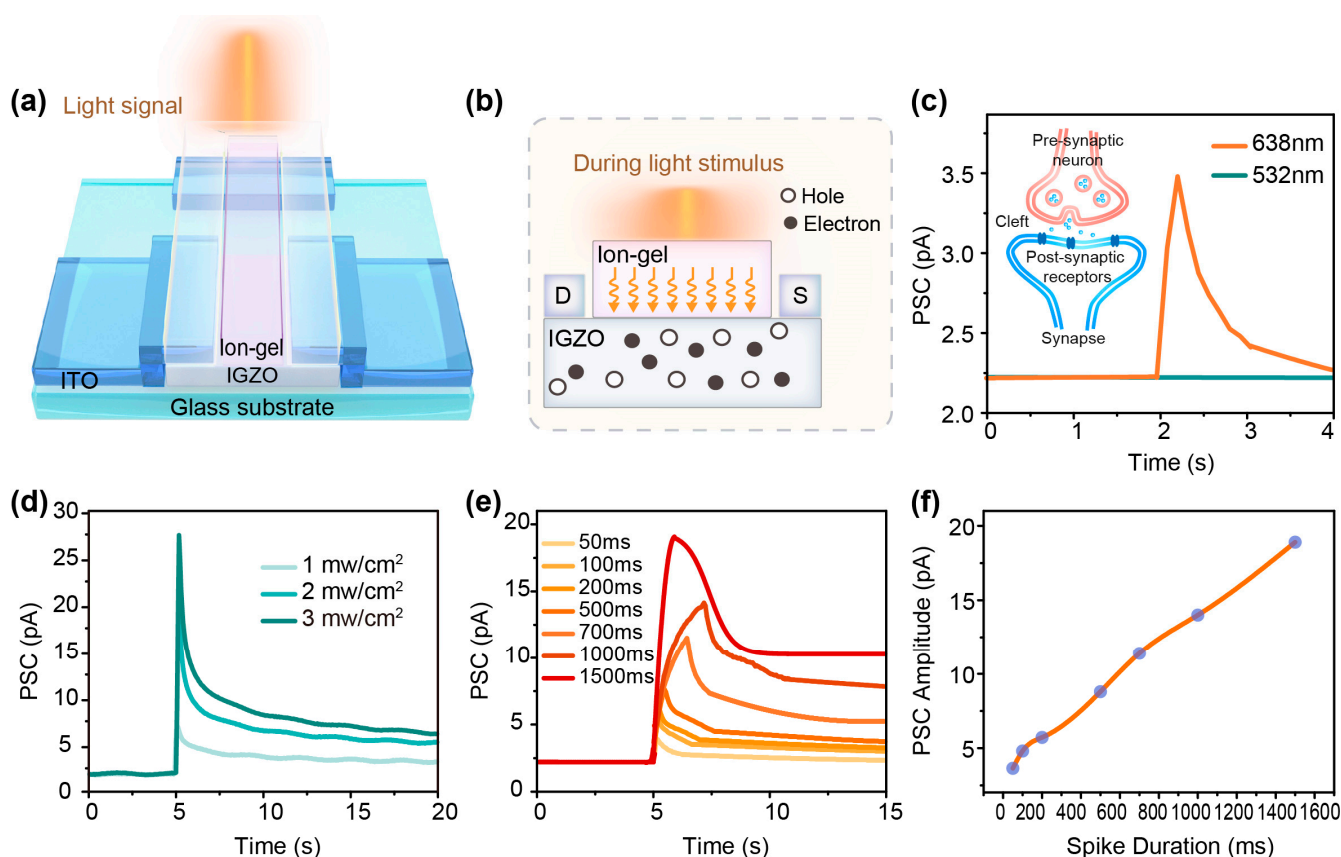 (a)
Light signal
Ion-gel
IGZO
ITO
Glass substrate
(b)
During light stimulus
Hole
Electron
Ion-gel
D
S
IGZO
(c)
Pre-synaptic
neuron
Cleft
Post-synaptic
receptors
Synapse
638nm
532nm
3.5
3.0
2.5
2.0
PSC (pA)
0
1
2
3
4
Time (s)
(d)
30
25
20
15
10
5
0
PSC (pA)
1 mw/cm²
2 mw/cm²
3 mw/cm²
0
5
10
15
20
Time (s)
(e)
20
15
10
5
0
PSC (pA)
50ms
100ms
200ms
500ms
700ms
1000ms
1500ms
0
5
10
15
Time (s)
(f)
20
15
10
5
PSC Amplitude (pA)
0 200 400 600 800 1000 1200 1400 1600
Spike Duration (ms)